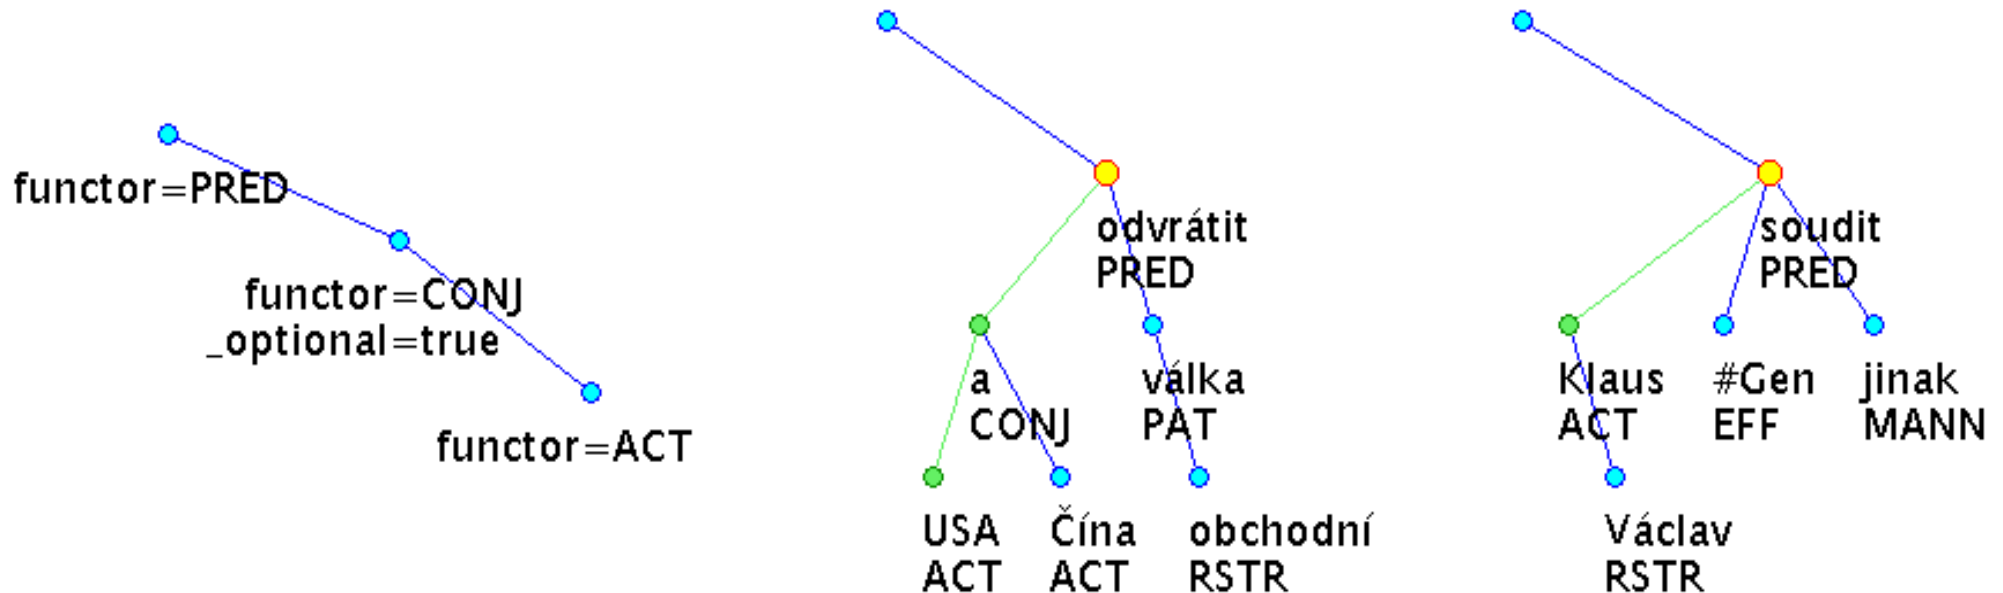 functor=PRED
functor=CONJ
_optional=true
functor=ACT
odvrátit
PRED
a
CONJ
válka
PAT
USA
ACT
Čína
ACT
obchodní
RSTR
soudit
PRED
Klaus
ACT
#Gen
EFF
jinak
MANN
Václav
RSTR